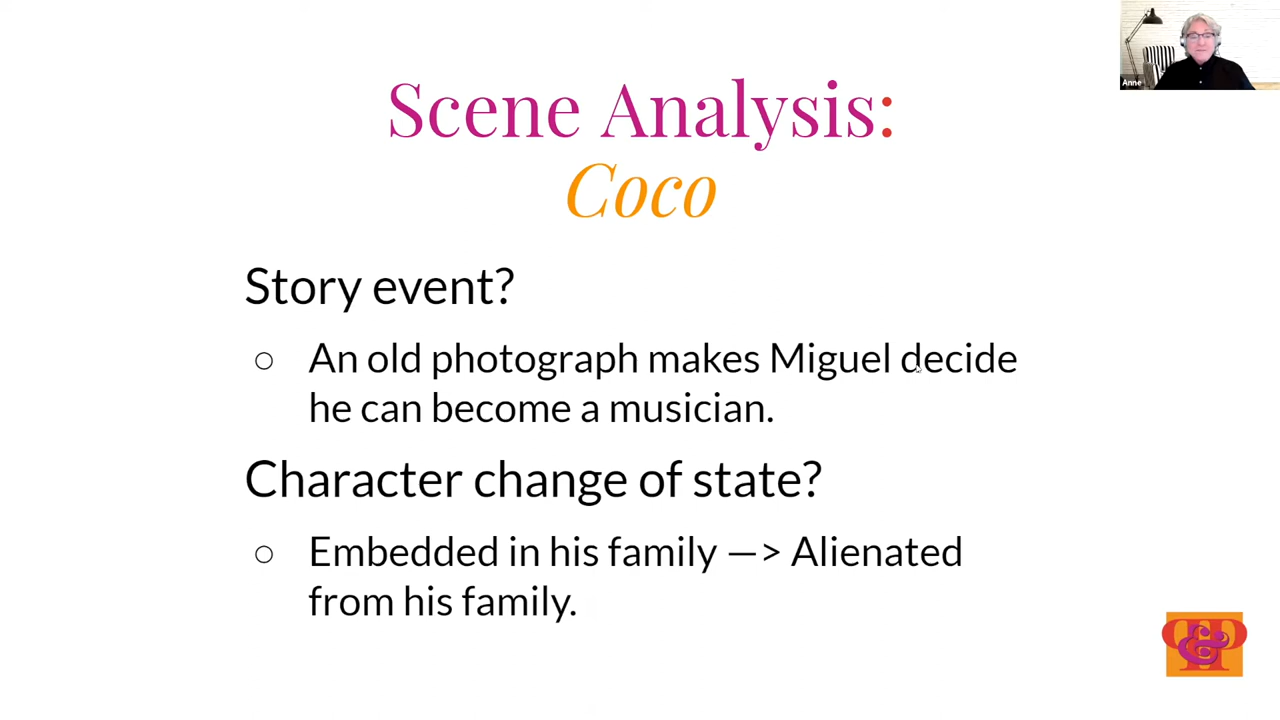 Anne
Scene Analysis:
Coco
Story event?
○ An old photograph makes Miguel decide
he can become a musician.
Character change of state?
○ Embedded in his family —> Alienated
from his family.
P&P